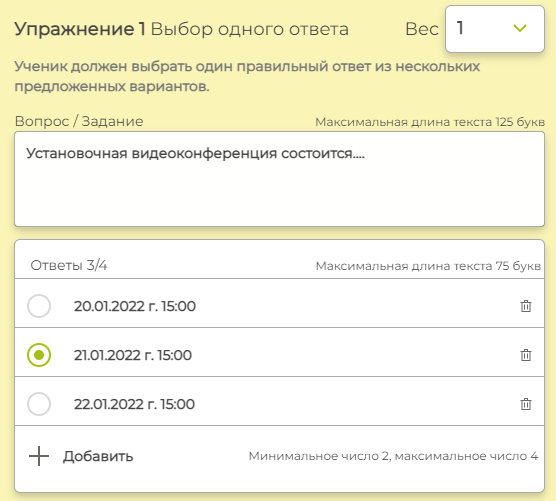 Упражнение 1 Выбор одного ответа Вес 1
Ученик должен выбрать один правильный ответ из нескольких
предложенных вариантов.
Вопрос / Задание Максимальная длина текста 125 букв
Установочная видеоконференция состоится....
Ответы 3/4 Максимальная длина текста 75 букв
20.01.2022 г. 15:00
21.01.2022 г. 15:00
22.01.2022 г. 15:00
Добавить Минимальное число 2, максимальное число 4